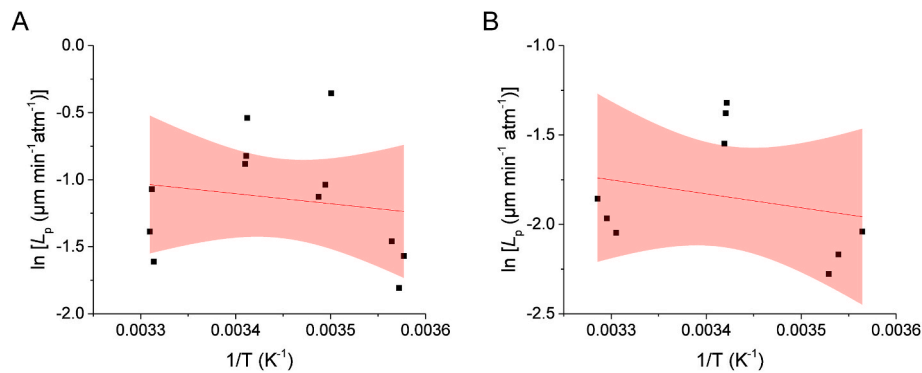 A
0.0
-0.5
-1.0
-1.5
-2.0
ln [Lp (µm min-1atm-1)]
0.0033
0.0034
0.0035
0.0036
1/T (K-1)
B
-1.0
-1.5
-2.0
-2.5
ln [Lp (µm min-1 atm-1)]
0.0033
0.0034
0.0035
0.0036
1/T (K-1)